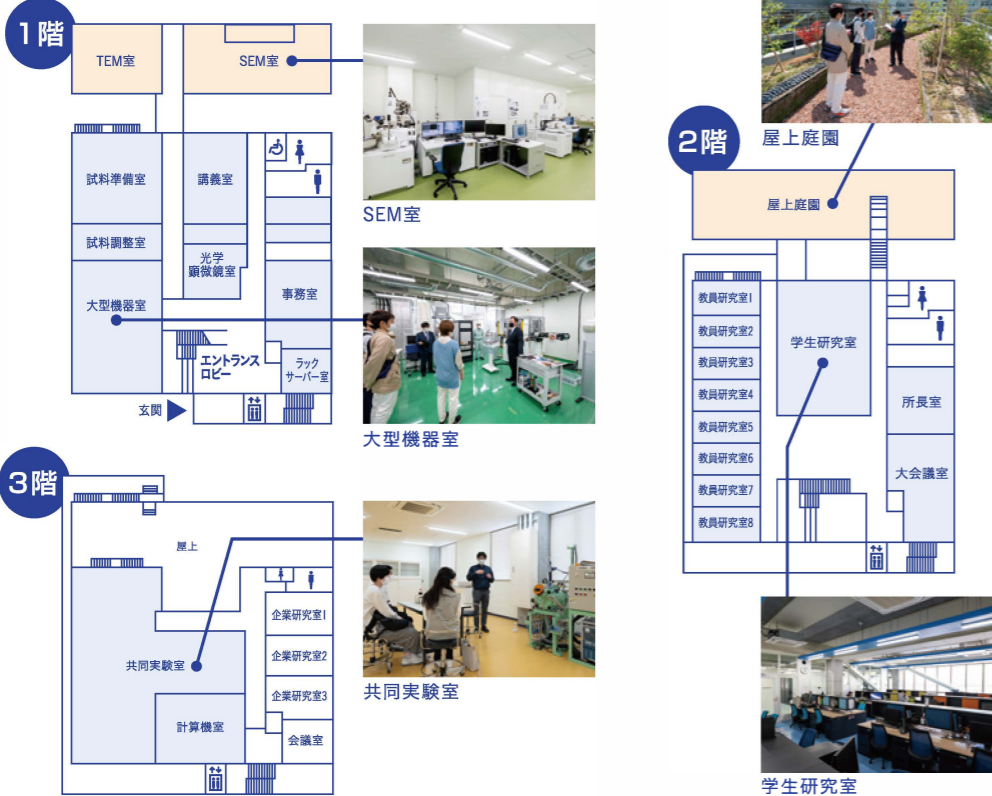 1階
TEM室
SEM室
試料準備室
講義室
試料調整室
光学
顕微鏡室
大型機器室
事務室
エントランス
ロビー
ラック
サーバー室
玄関
SEM室
大型機器室
3階
屋上
企業研究室1
企業研究室2
共同実験室
企業研究室3
計算機室
会議室
共同実験室
屋上庭園
2階
屋上庭園
教員研究室1
教員研究室2
教員研究室3
教員研究室4
教員研究室5
教員研究室6
教員研究室7
教員研究室8
学生研究室
所長室
大会議室
学生研究室